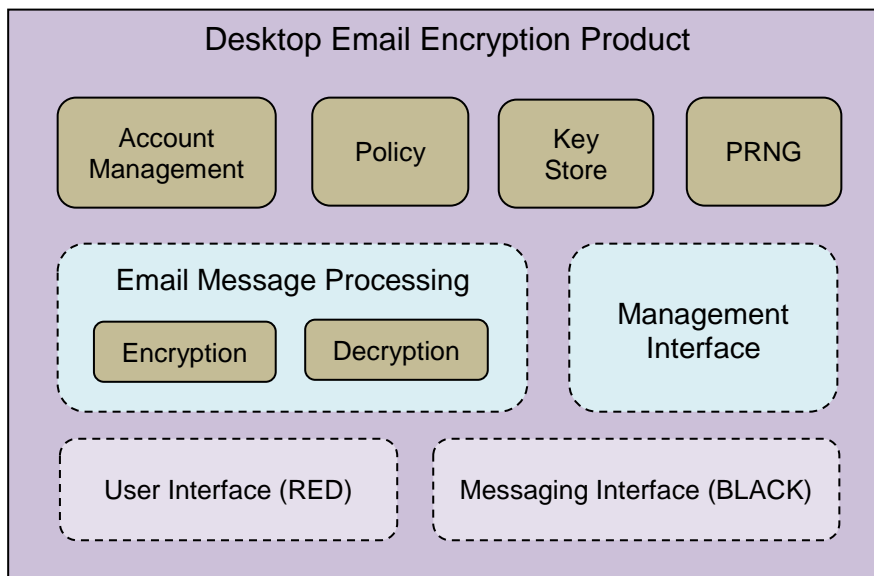 Desktop Email Encryption Product
Account
Management
Policy
Key
Store
PRNG
Email Message Processing
Encryption
Decryption
Management
Interface
User Interface (RED)
Messaging Interface (BLACK)